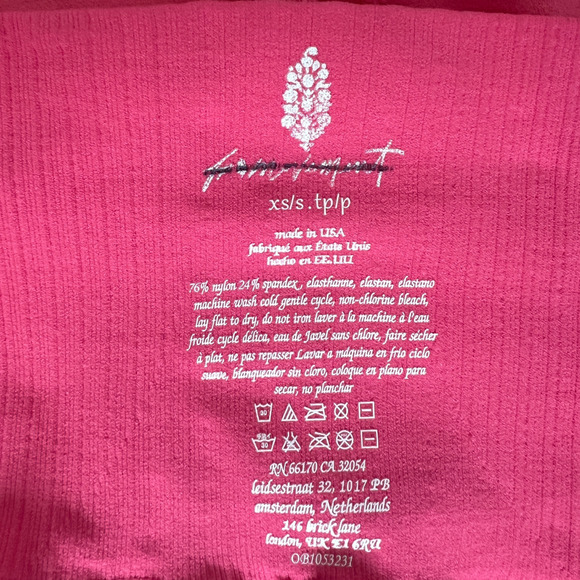 xs/s . tp/p
made in USA
fabriqué aux États Unis
hecho en EE.UU
76% nylon 24% spandex, elasthanne, elastan, elastano
machine wash cold gentle cycle, non-chlorine bleach,
lay flat to dry, do not iron laver à la machine à l'eau
froide cycle délica, eau de Javel sans chlore, faire sécher
à plat, ne pas repasser Lavar a máquina en frío ciclo
suave, blanqueador sin cloro, coloque en plano para
secar, no planchar
30
30
RN 66170 CA 32054
leidsestraat 32, 1017 PB
amsterdam, Netherlands
146 brick lane
london, UK E1 6RU
OB1053231